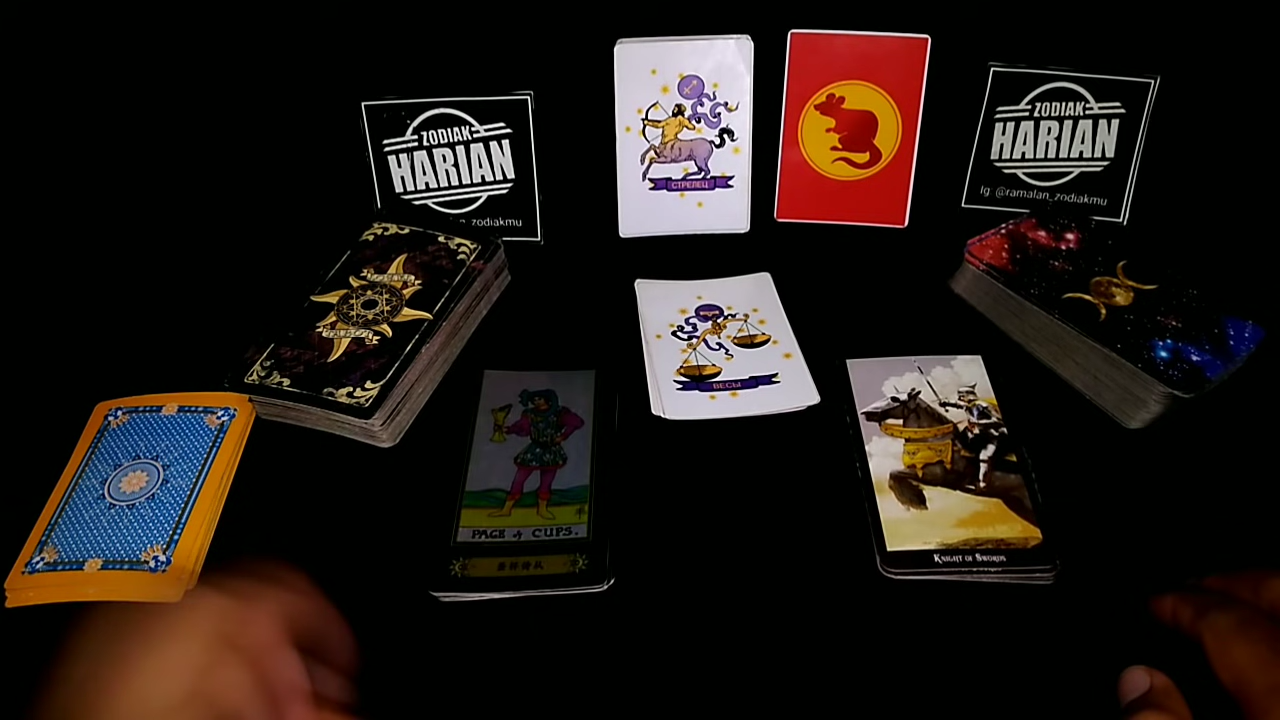 ZODIAK
HARIAN
zodiakmu
СТРЕЛЕЦ
ZODIAK
HARIAN
Ig: @ramalan_zodiakmu
ВЕСЫ
PAGE of CUPS.
KNIGHT OF SWORDS